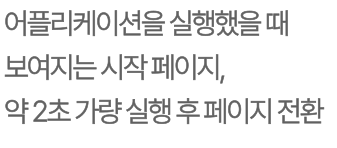 어플리케이션을 실행했을 때
보여지는 시작 페이지,
약 2초 가량 실행 후 페이지 전환